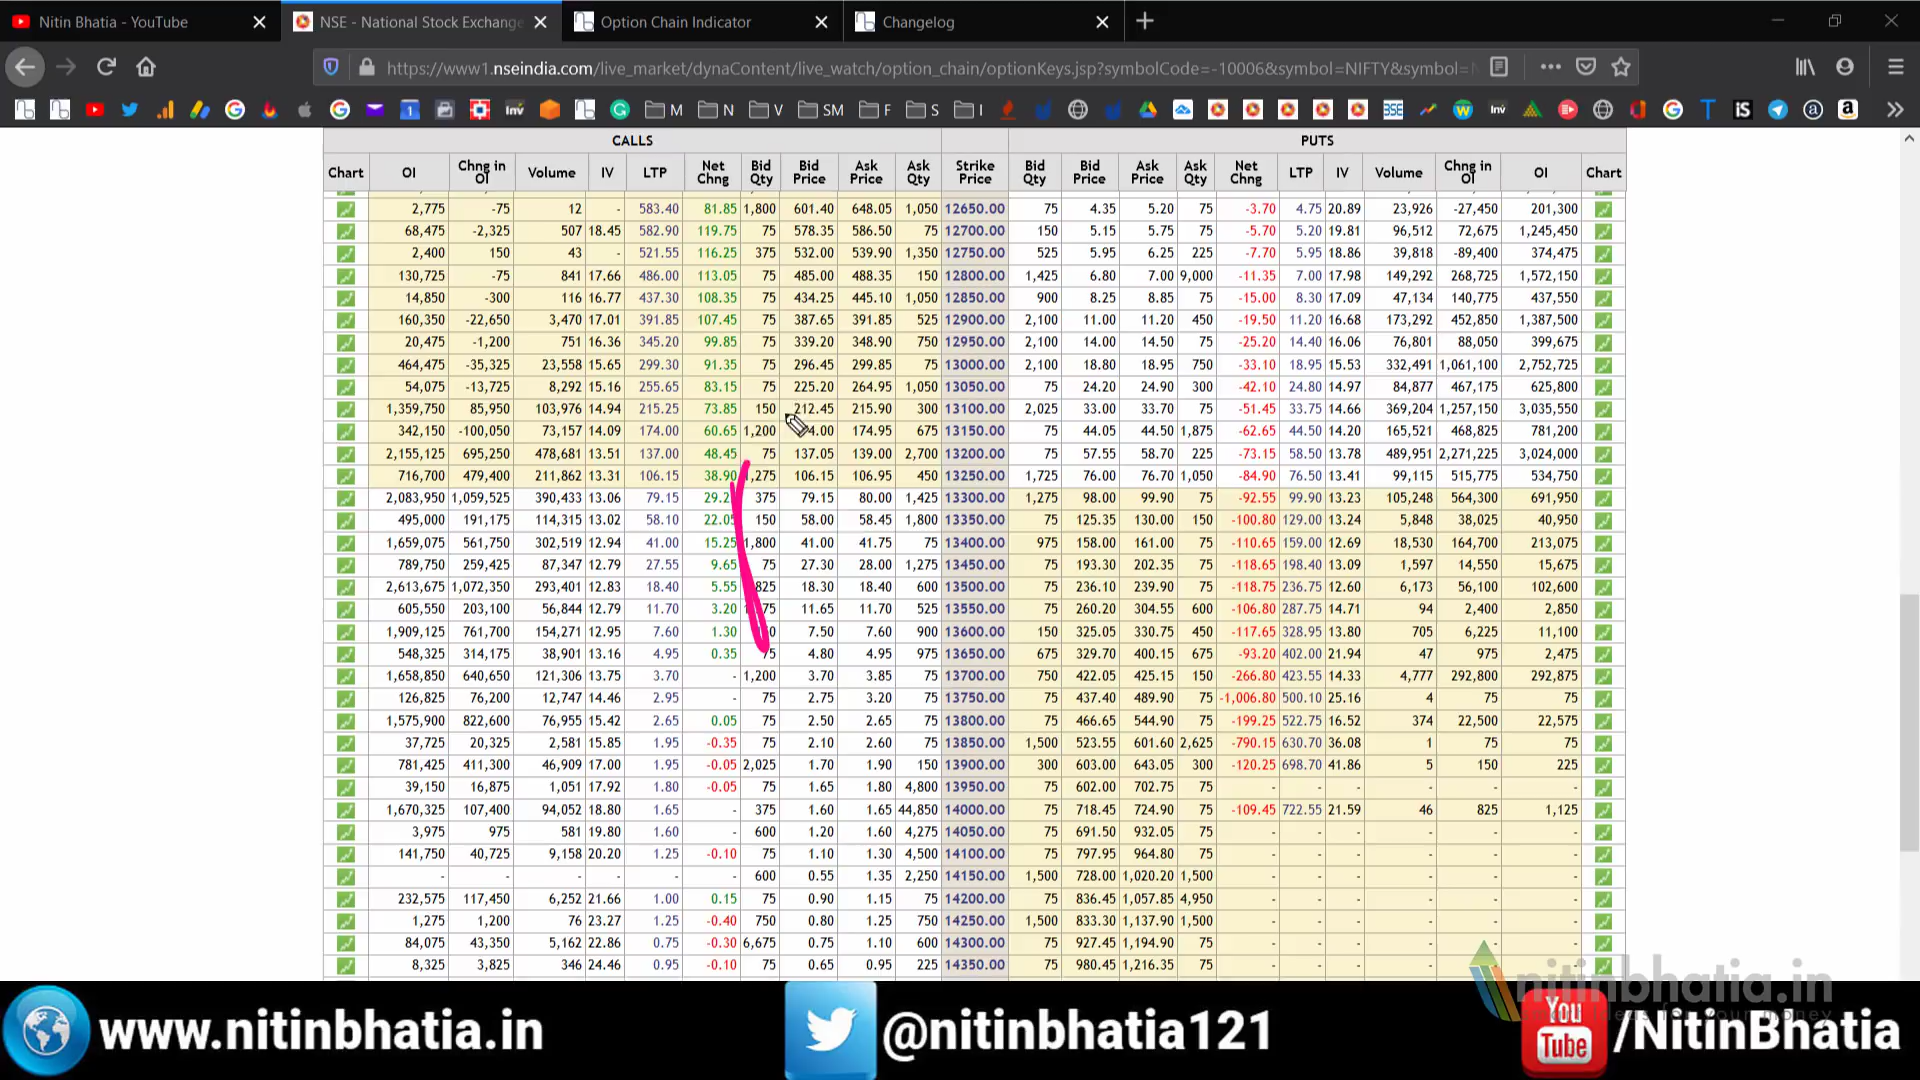 Nitin Bhatia - YouTube NSE - National Stock Exchange Option Chain Indicator Changelog
https://www1.nseindia.com/live_market/dynaContent/live_watch/option_chain/optionKeys.jsp?symbolCode=-10006&symbol=NIFTY&symbol=
M N V SM F S I
CALLS PUTS
Chart OI Chng in OI Volume IV LTP Net Chng Bid Qty Bid Price Ask Price Ask Qty Strike Price Bid Qty Bid Price Ask Price Ask Qty Net Chng LTP IV Volume Chng in OI OI Chart
2,775 -75 12 - 583.40 81.85 1,800 601.40 648.05 1,050 12650.00 75 4.35 5.20 75 -3.70 4.75 20.89 23,926 -27,450 201,300
68,475 -2,325 507 18.45 582.90 119.75 75 578.35 586.50 75 12700.00 150 5.15 5.75 75 -5.70 5.20 19.81 96,512 72,675 1,245,450
2,400 150 43 - 521.55 116.25 375 532.00 539.90 1,350 12750.00 525 5.95 6.25 225 -7.70 5.95 18.86 39,818 -89,400 374,475
130,725 -75 841 17.66 486.00 113.05 75 485.00 488.35 150 12800.00 1,425 6.80 7.00 9,000 -11.35 7.00 17.98 149,292 268,725 1,572,150
14,850 -300 116 16.77 437.30 108.35 75 434.25 445.10 1,050 12850.00 900 8.25 8.85 75 -15.00 8.30 17.09 47,134 140,775 437,550
160,350 -22,650 3,470 17.01 391.85 107.45 75 387.65 391.85 525 12900.00 2,100 11.00 11.20 450 -19.50 11.20 16.68 173,292 452,850 1,387,500
20,475 -1,200 751 16.36 345.20 99.85 75 339.20 348.90 750 12950.00 2,100 14.00 14.50 75 -25.20 14.40 16.06 76,801 88,050 399,675
464,475 -35,325 23,558 15.65 299.30 91.35 75 296.45 299.85 75 13000.00 2,100 18.80 18.95 750 -33.10 18.95 15.53 332,491 1,061,100 2,752,725
54,075 -13,725 8,292 15.16 255.65 83.15 75 225.20 264.95 1,050 13050.00 75 24.20 24.90 300 -42.10 24.80 14.97 84,877 467,175 625,800
1,359,750 85,950 103,976 14.94 215.25 73.85 150 212.45 215.90 300 13100.00 2,025 33.00 33.70 75 -51.45 33.75 14.66 369,204 1,257,150 3,035,550
342,150 -100,050 73,157 14.09 174.00 60.65 1,200 4.00 174.95 675 13150.00 75 44.05 44.50 1,875 -62.65 44.50 14.20 165,521 468,825 781,200
2,155,125 695,250 478,681 13.51 137.00 48.45 75 137.05 139.00 2,700 13200.00 75 57.55 58.70 225 -73.15 58.50 13.78 489,951 2,271,225 3,024,000
716,700 479,400 211,862 13.31 106.15 38.90 1,275 106.15 106.95 450 13250.00 1,725 76.00 76.70 1,050 -84.90 76.50 13.41 99,115 515,775 534,750
2,083,950 1,059,525 390,433 13.06 79.15 29.2 375 79.15 80.00 1,425 13300.00 1,275 98.00 99.90 75 -92.55 99.90 13.23 105,248 564,300 691,950
495,000 191,175 114,315 13.02 58.10 22.05 150 58.00 58.45 1,800 13350.00 75 125.35 130.00 150 -100.80 129.00 13.24 5,848 38,025 40,950
1,659,075 561,750 302,519 12.94 41.00 15.25 1,800 41.00 41.75 75 13400.00 975 158.00 161.00 75 -110.65 159.00 12.69 18,530 164,700 213,075
789,750 259,425 87,347 12.79 27.55 9.65 75 27.30 28.00 1,275 13450.00 75 193.30 202.35 75 -118.65 198.40 13.09 1,597 14,550 15,675
2,613,675 1,072,350 293,401 12.83 18.40 5.55 825 18.30 18.40 600 13500.00 75 236.10 239.90 75 -118.75 236.75 12.60 6,173 56,100 102,600
605,550 203,100 56,844 12.79 11.70 3.20 11.65 11.70 525 13550.00 75 260.20 304.55 600 -106.80 287.75 14.71 94 2,400 2,850
1,909,125 761,700 154,271 12.95 7.60 1.30 7.50 7.60 900 13600.00 150 325.05 330.75 450 -117.65 328.95 13.80 705 6,225 11,100
548,325 314,175 38,901 13.16 4.95 0.35 75 4.80 4.95 975 13650.00 675 329.70 400.15 675 -93.20 402.00 21.94 47 975 2,475
1,658,850 640,650 121,306 13.75 3.70 - 1,200 3.70 3.85 75 13700.00 750 422.05 425.15 150 -266.80 423.55 14.33 4,777 292,800 292,875
126,825 76,200 12,747 14.46 2.95 - 75 2.75 3.20 75 13750.00 75 437.40 489.90 75 -1,006.80 500.10 25.16 4 75 75
1,575,900 822,600 76,955 15.42 2.65 0.05 75 2.50 2.65 75 13800.00 75 466.65 544.90 75 -199.25 522.75 16.52 374 22,500 22,575
37,725 20,325 2,581 15.85 1.95 -0.35 75 2.10 2.60 75 13850.00 1,500 523.55 601.60 2,625 -790.15 630.70 36.08 1 75 75
781,425 411,300 46,909 17.00 1.95 -0.05 2,025 1.70 1.90 150 13900.00 300 603.00 643.05 300 -120.25 698.70 41.86 5 150 225
39,150 16,875 1,051 17.92 1.80 -0.05 75 1.65 1.80 4,800 13950.00 75 602.00 702.75 75 - - - - - -
1,670,325 107,400 94,052 18.80 1.65 - 375 1.60 1.65 44,850 14000.00 75 718.45 724.90 75 -109.45 722.55 21.59 46 825 1,125
3,975 975 581 19.80 1.60 - 600 1.20 1.60 4,275 14050.00 75 691.50 932.05 75 - - - - - -
141,750 40,725 9,158 20.20 1.25 -0.10 75 1.10 1.30 4,500 14100.00 75 797.95 964.80 75 - - - - - -
- - - - - - 600 0.55 1.35 2,250 14150.00 1,500 728.00 1,020.20 1,500 - - - - - -
232,575 117,450 6,252 21.66 1.00 0.15 75 0.90 1.15 75 14200.00 75 836.45 1,057.85 4,950 - - - - - -
1,275 1,200 76 23.27 1.25 -0.40 750 0.80 1.25 750 14250.00 1,500 833.30 1,137.90 1,500 - - - - - -
84,075 43,350 5,162 22.86 0.75 -0.30 6,675 0.75 1.10 600 14300.00 75 927.45 1,194.90 75 - - - - - -
8,325 3,825 346 24.46 0.95 -0.10 75 0.65 0.95 225 14350.00 75 980.45 1,216.35 75 - - - - - -
nitinbhatia.in
www.nitinbhatia.in @nitinbhatia121 You Tube /NitinBhatia